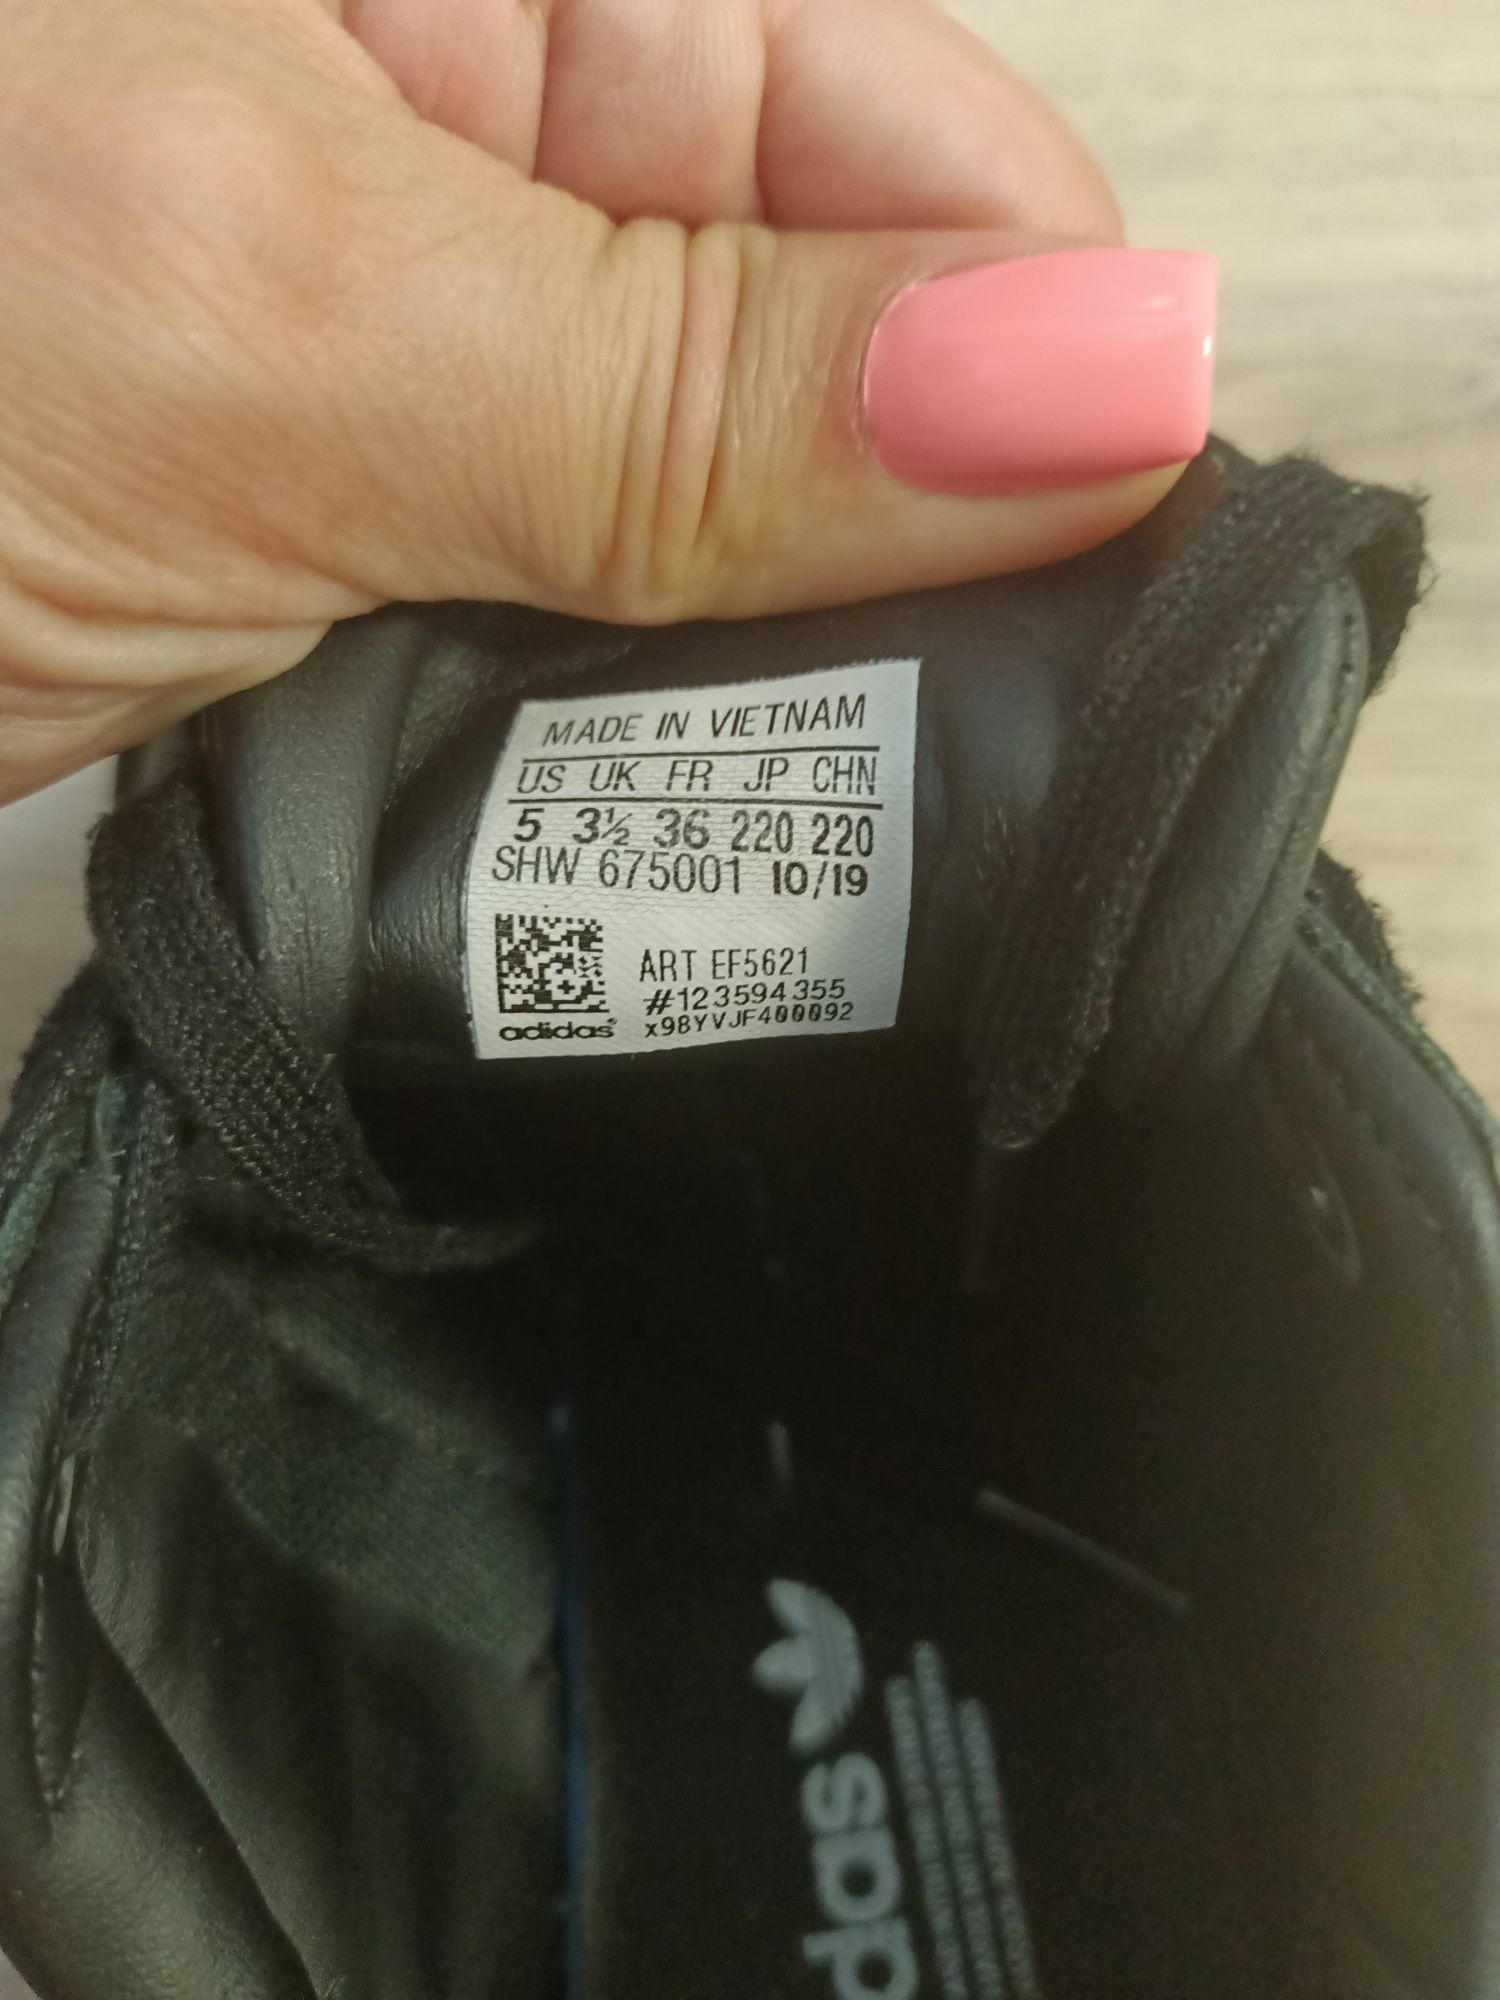 MADE IN VIETNAM
US UK FR JP CHN
5 3½ 36 220 220
SHW 675001 10/19
ART EF5621
#123594355
x98YVJF400092
adidas